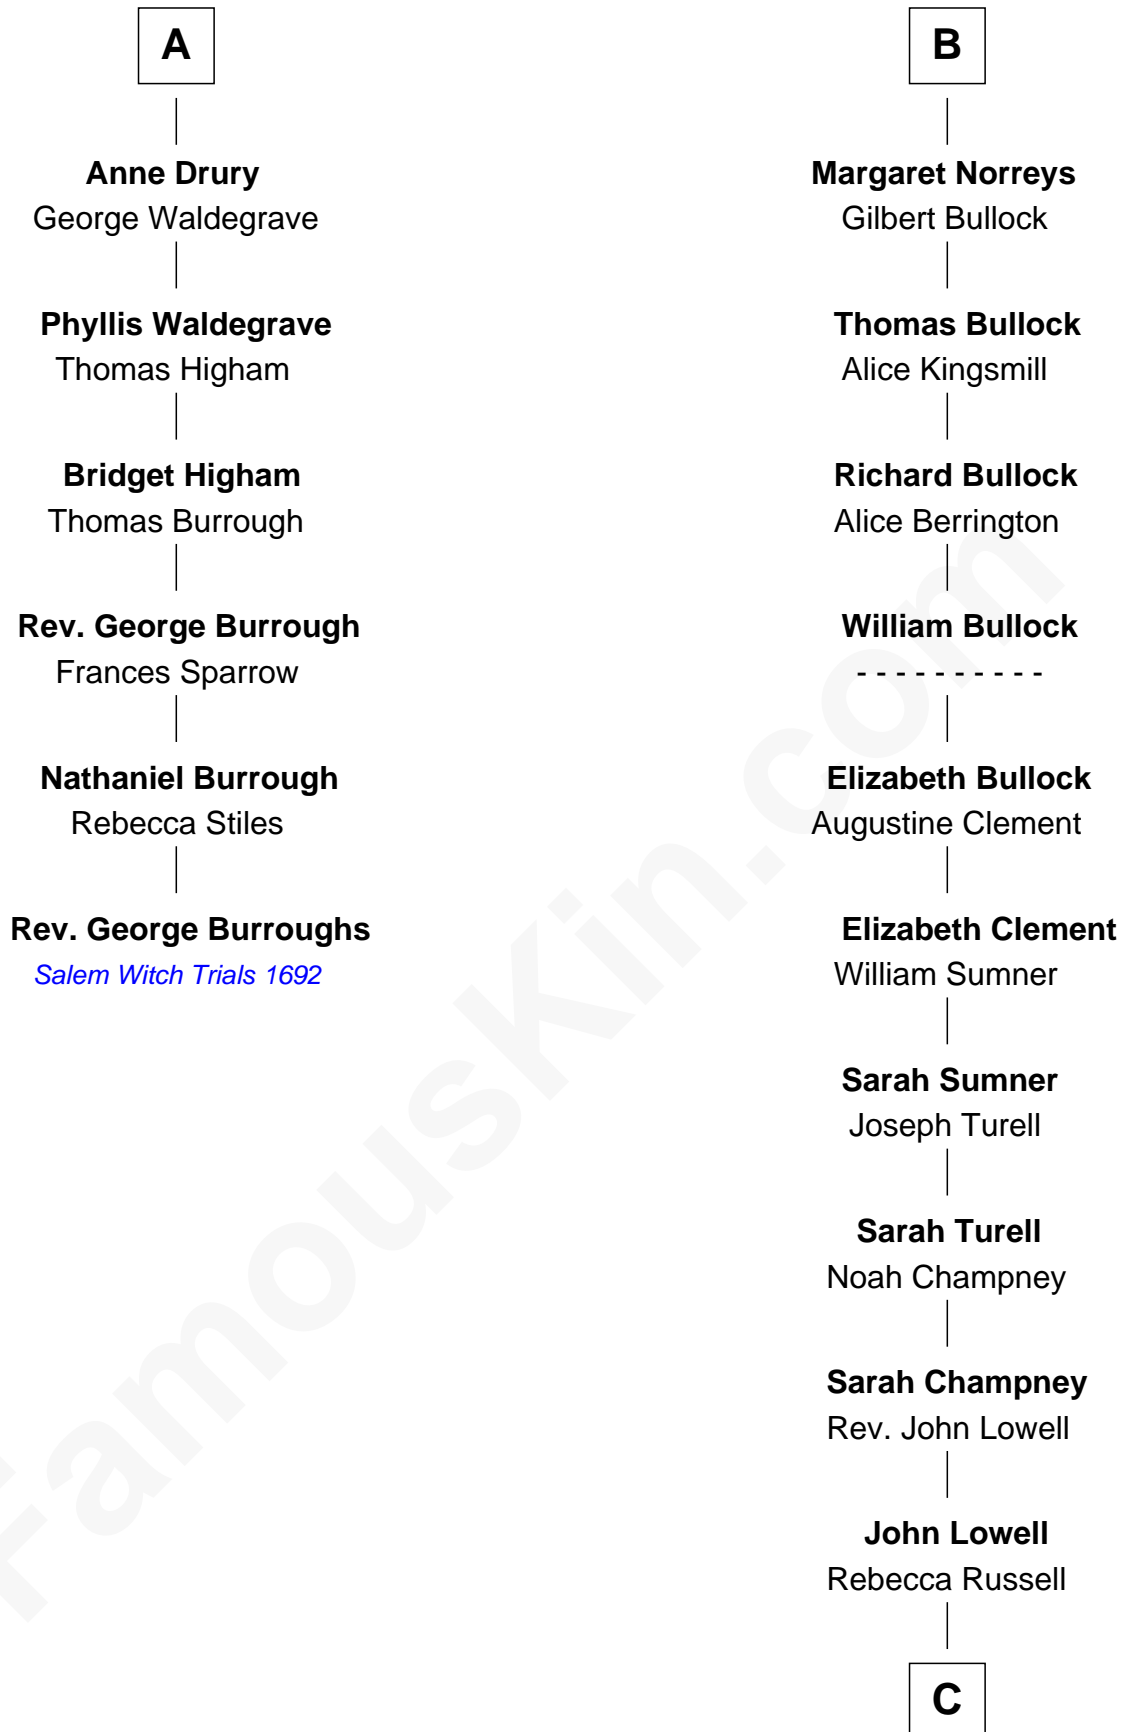 A
Anne Drury
George Waldegrave
Phyllis Waldegrave
Thomas Higham
Bridget Higham
Thomas Burrough
Rev. George Burrough
Frances Sparrow
Nathaniel Burrough
Rebecca Stiles
Rev. George Burroughs
Salem Witch Trials 1692
B
Margaret Norreys
Gilbert Bullock
Thomas Bullock
Alice Kingsmill
Richard Bullock
Alice Berrington
William Bullock
- - - - - - - - - -
Elizabeth Bullock
Augustine Clement
Elizabeth Clement
William Sumner
Sarah Sumner
Joseph Turell
Sarah Turell
Noah Champney
Sarah Champney
Rev. John Lowell
John Lowell
Rebecca Russell
C
FamousKin.com